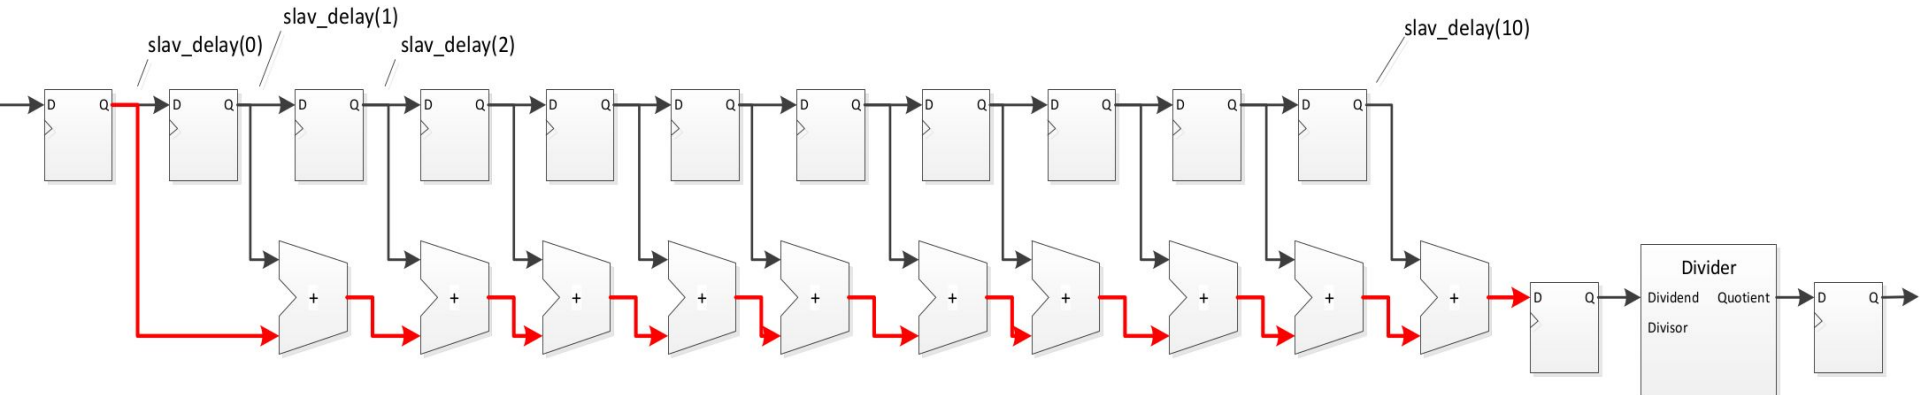 slav_delay(1)
slav_delay(0)
slav_delay(2)
slav_delay(10)
D Q D Q D Q D Q D Q D Q D Q D Q D Q D Q D Q
+ + + + + + + + + +
D Q
Divider
Dividend Quotient
Divisor
D Q